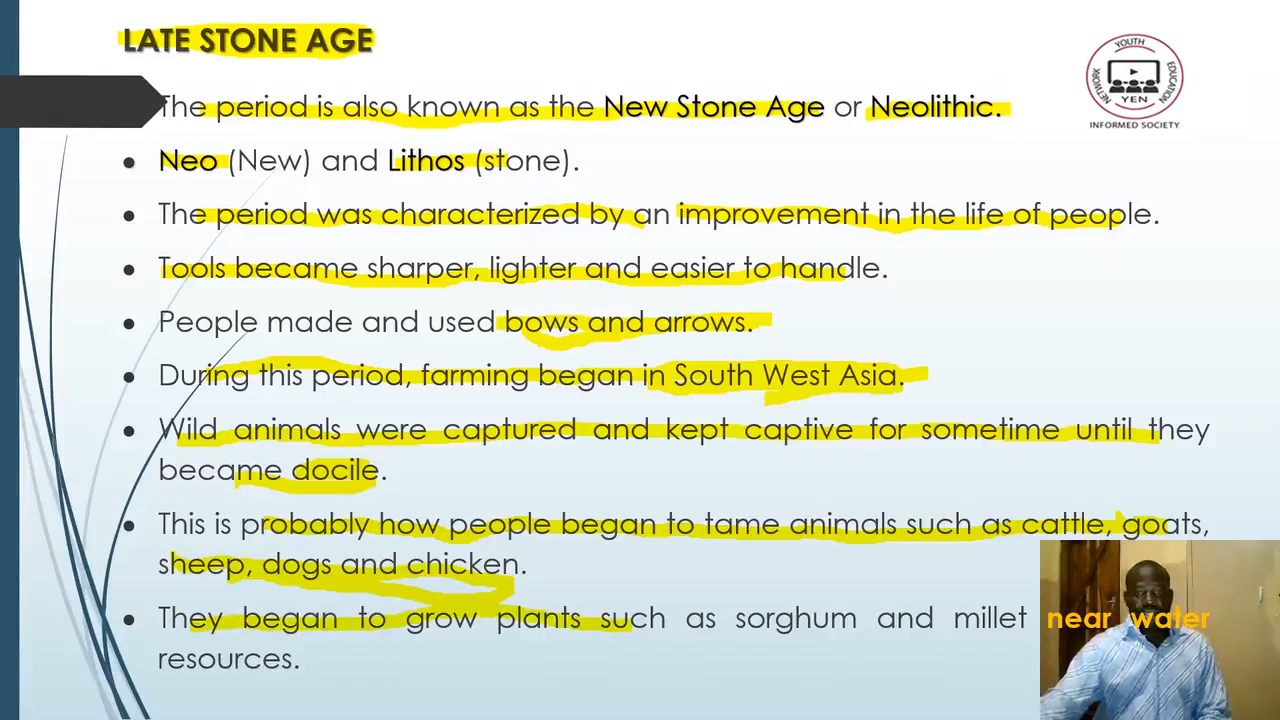 LATE STONE AGE
The period is also known as the New Stone Age or Neolithic.
• Neo (New) and Lithos (stone).
• The period was characterized by an improvement in the life of people.
• Tools became sharper, lighter and easier to handle.
• People made and used bows and arrows.
• During this period, farming began in South West Asia.
• Wild animals were captured and kept captive for sometime until they
became docile.
• This is probably how people began to tame animals such as cattle, goats,
sheep, dogs and chicken.
• They began to grow plants such as sorghum and millet near water
resources.
YOUTH
EDUCATION
NETWORK
YEN
INFORMED SOCIETY